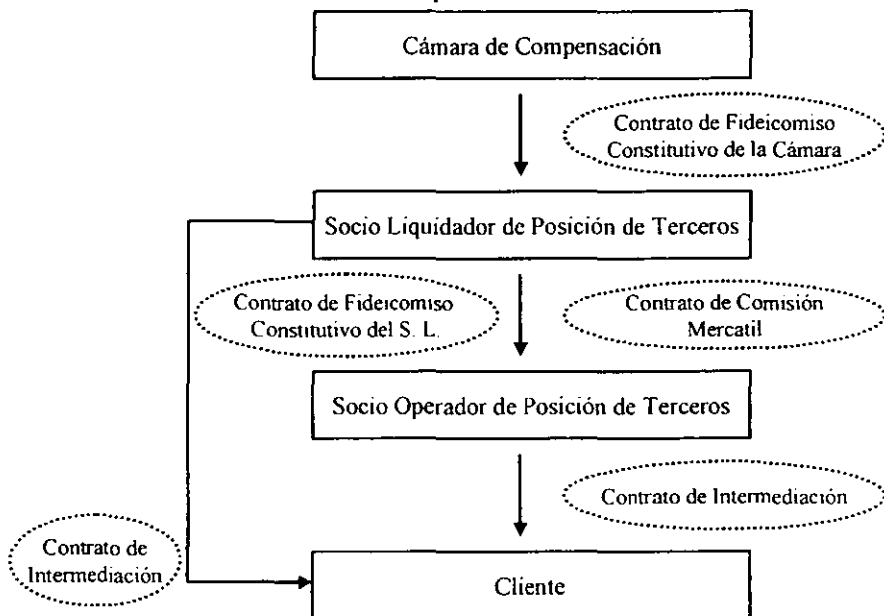 Cámara de Compensación
Contrato de Fideicomiso
Constitutivo de la Cámara
Socio Liquidador de Posición de Terceros
Contrato de Fideicomiso
Constitutivo del S. L.
Contrato de Comisión
Mercatil
Socio Operador de Posición de Terceros
Contrato de Intermediación
Contrato de
Intermediación
Cliente